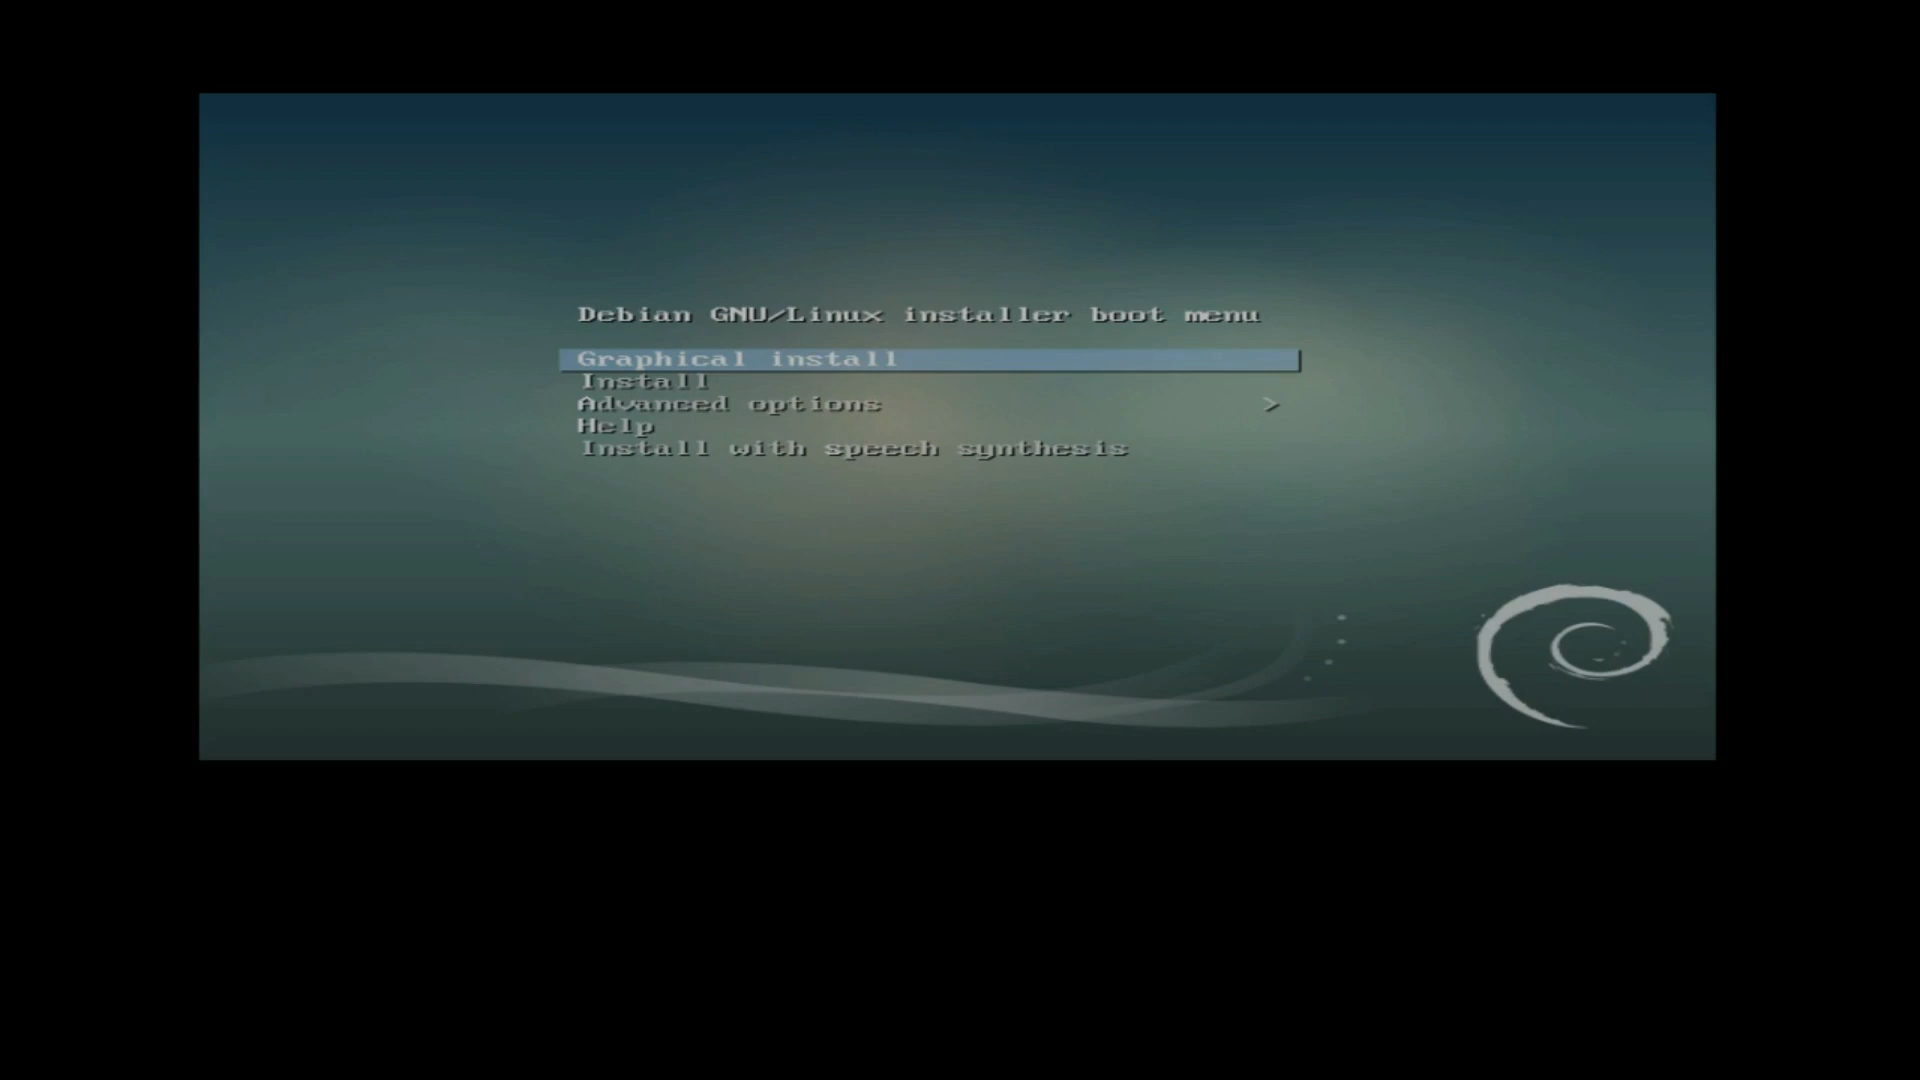 Debian GNU/Linux installer boot menu
Graphical install
Install
Advanced options >
Help
Install with speech synthesis